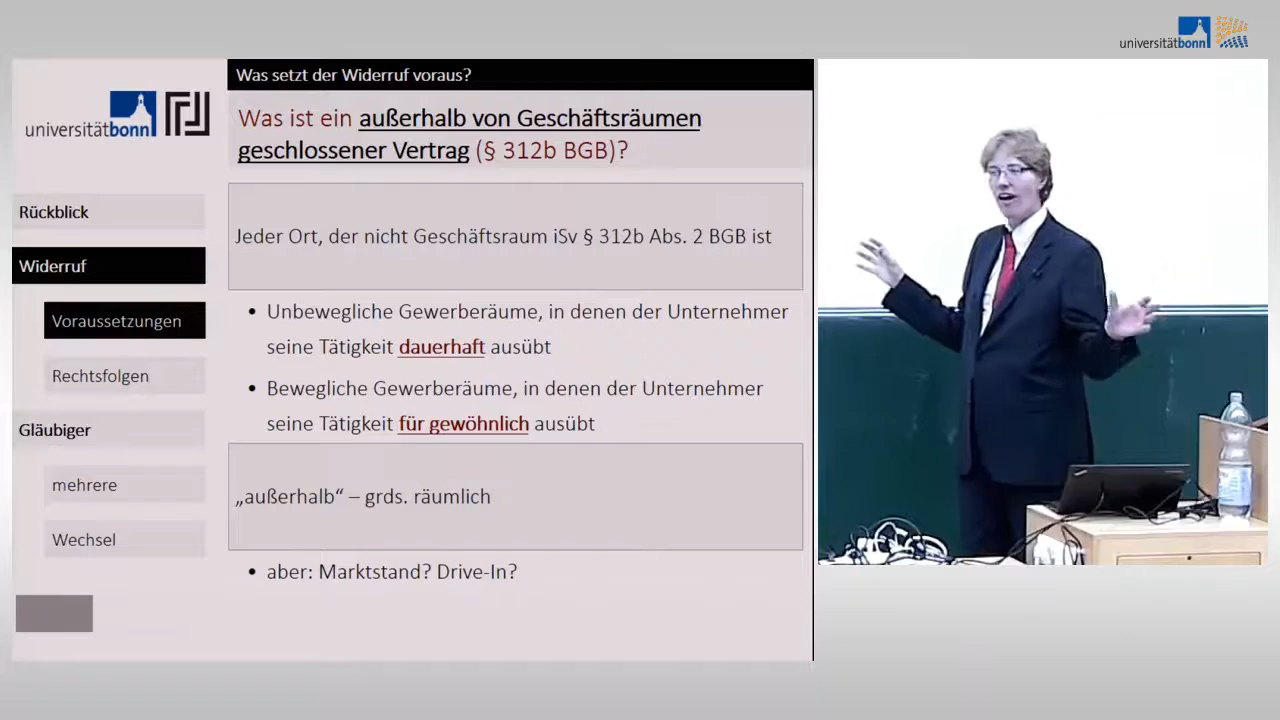 universitätbonn
universitätbonn
Rückblick
Widerruf
Voraussetzungen
Rechtsfolgen
Gläubiger
mehrere
Wechsel
Was setzt der Widerruf voraus?
Was ist ein außerhalb von Geschäftsräumen
geschlossener Vertrag (§ 312b BGB)?
Jeder Ort, der nicht Geschäftsraum iSv § 312b Abs. 2 BGB ist
• Unbewegliche Gewerberäume, in denen der Unternehmer
seine Tätigkeit dauerhaft ausübt
• Bewegliche Gewerberäume, in denen der Unternehmer
seine Tätigkeit für gewöhnlich ausübt
„außerhalb“ – grds. räumlich
• aber: Marktstand? Drive-In?